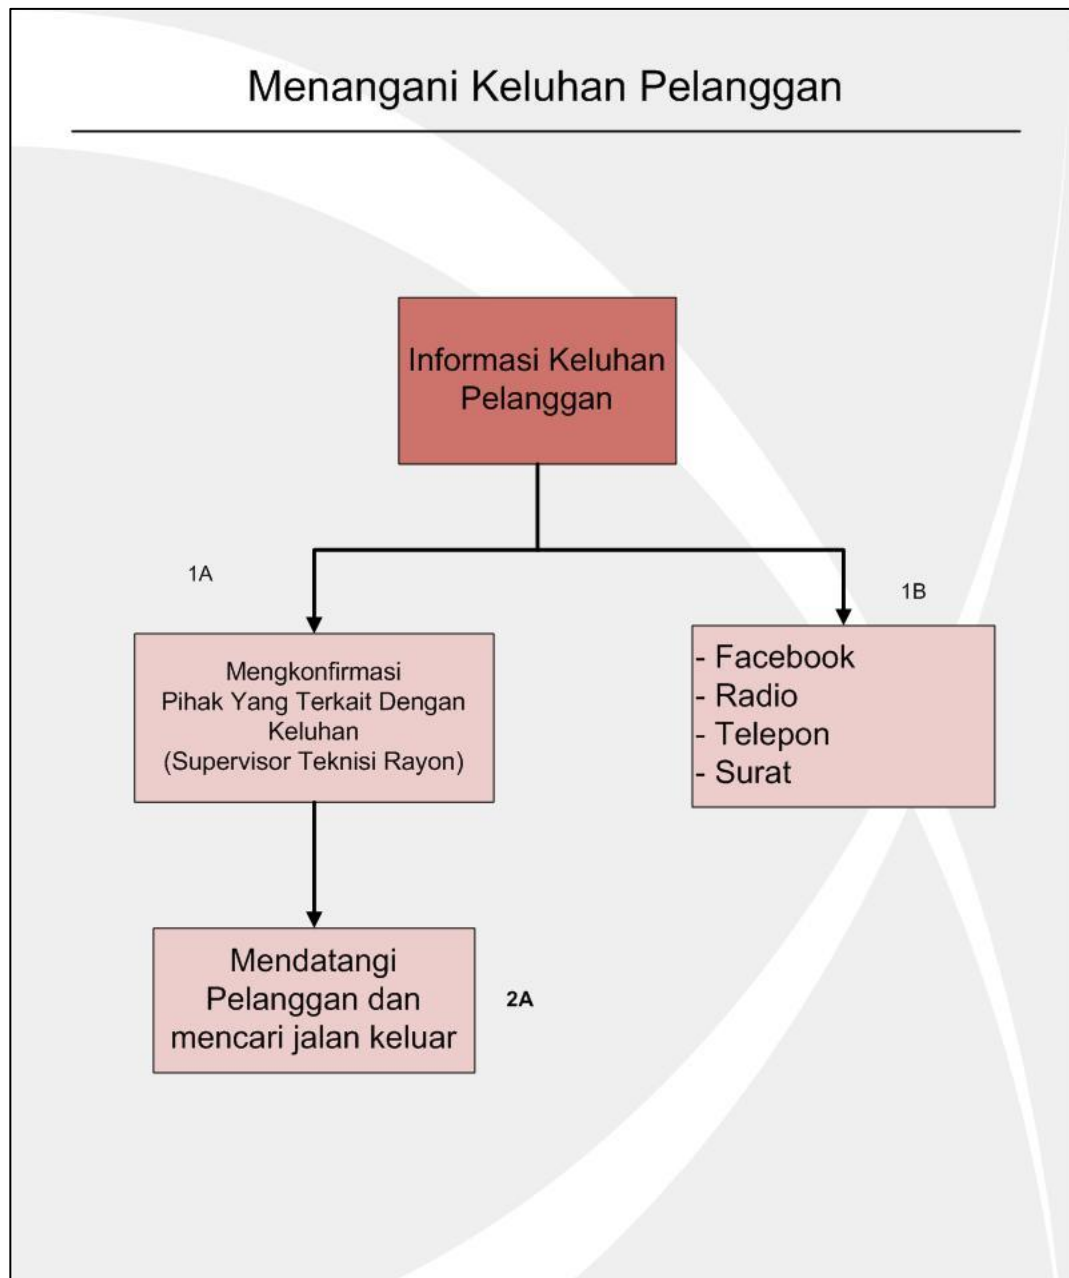 Menangani Keluhan Pelanggan
Informasi Keluhan
Pelanggan
1A
1B
Mengkonfirmasi
Pihak Yang Terkait Dengan
Keluhan
(Supervisor Teknisi Rayon)
- Facebook
- Radio
- Telepon
- Surat
Mendatangi
Pelanggan dan
mencari jalan keluar
2A